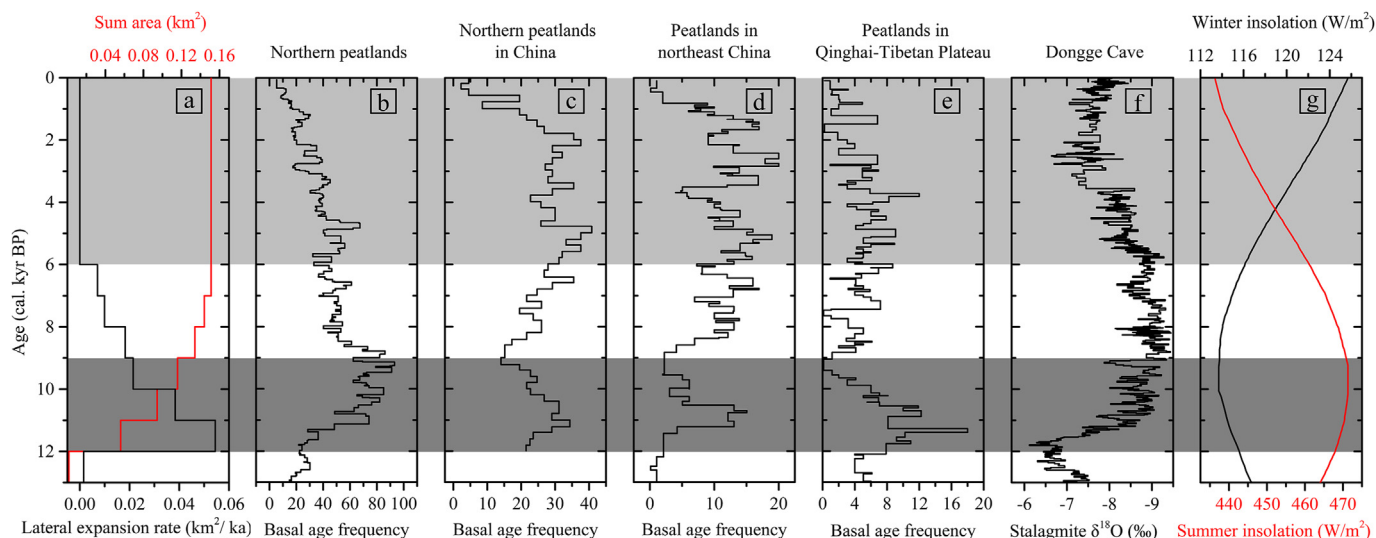 Sum area (km²)
0.04 0.08 0.12 0.16
Northern peatlands
Northern peatlands
in China
Peatlands in
northeast China
Peatlands in
Qinghai-Tibetan Plateau
Dongge Cave
Winter insolation (W/m²)
112 116 120 124
Age (cal. kyr BP)
0
2
4
6
8
10
12
a
b
c
d
e
f
g
0.00 0.02 0.04 0.06
Lateral expansion rate (km²/ ka)
0 20 40 60 80 100
Basal age frequency
0 10 20 30 40
Basal age frequency
0 10 20
Basal age frequency
0 4 8 12 16 20
Basal age frequency
-6 -7 -8 -9
Stalagmite δ¹⁸O (‰)
440 450 460 470
Summer insolation (W/m²)